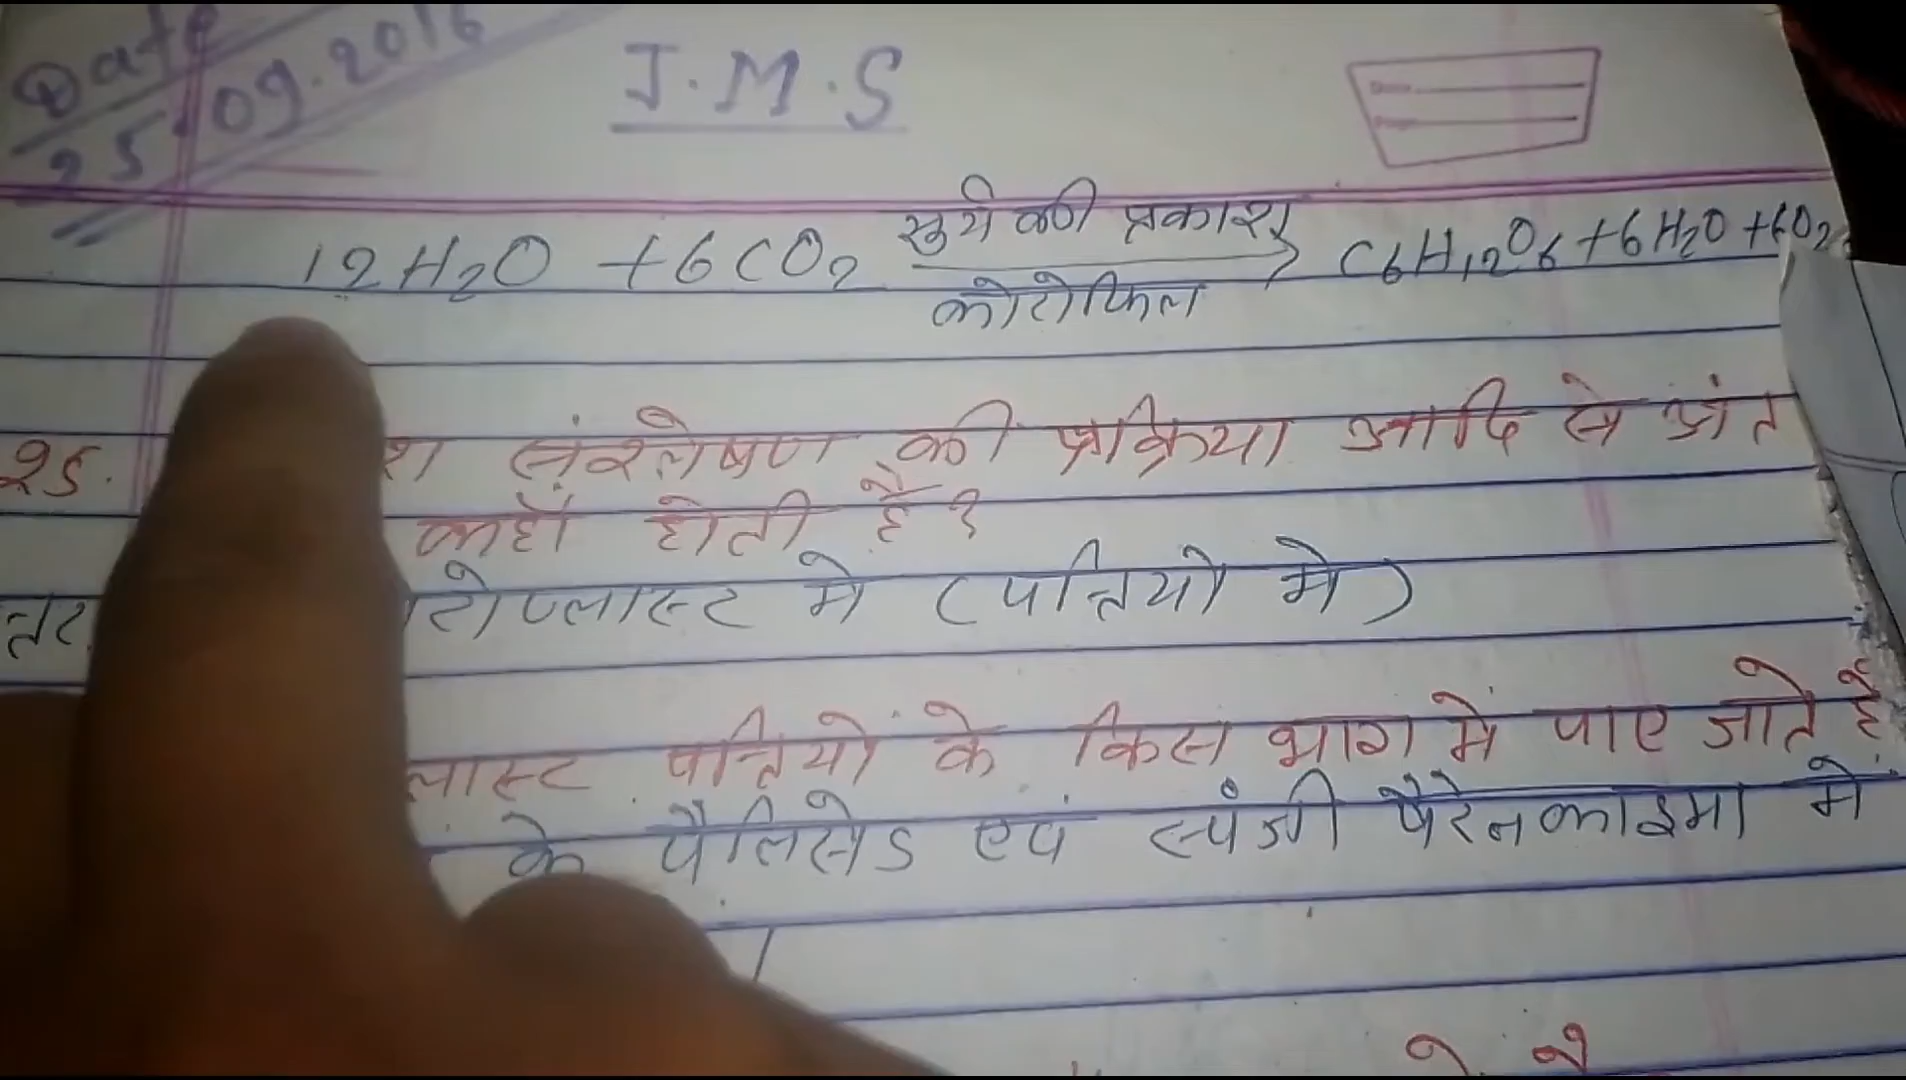 Date
25.09.2016
J.M.S
12H₂O + 6CO₂ सुर्य की प्रकाश C6H₁₂O₆ + 6H₂O + 6O₂
क्लोरोफिल
25. श संश्लेषण की प्रक्रिया आदि से अंत
कहाँ होती है?
त्तर टोप्लास्ट मे (पत्तियो मे)
लास्ट पत्तियों के किस भाग में पाए जाते हैं
के पैलिसेड एवं स्पंजी पैरेनकाइमा में